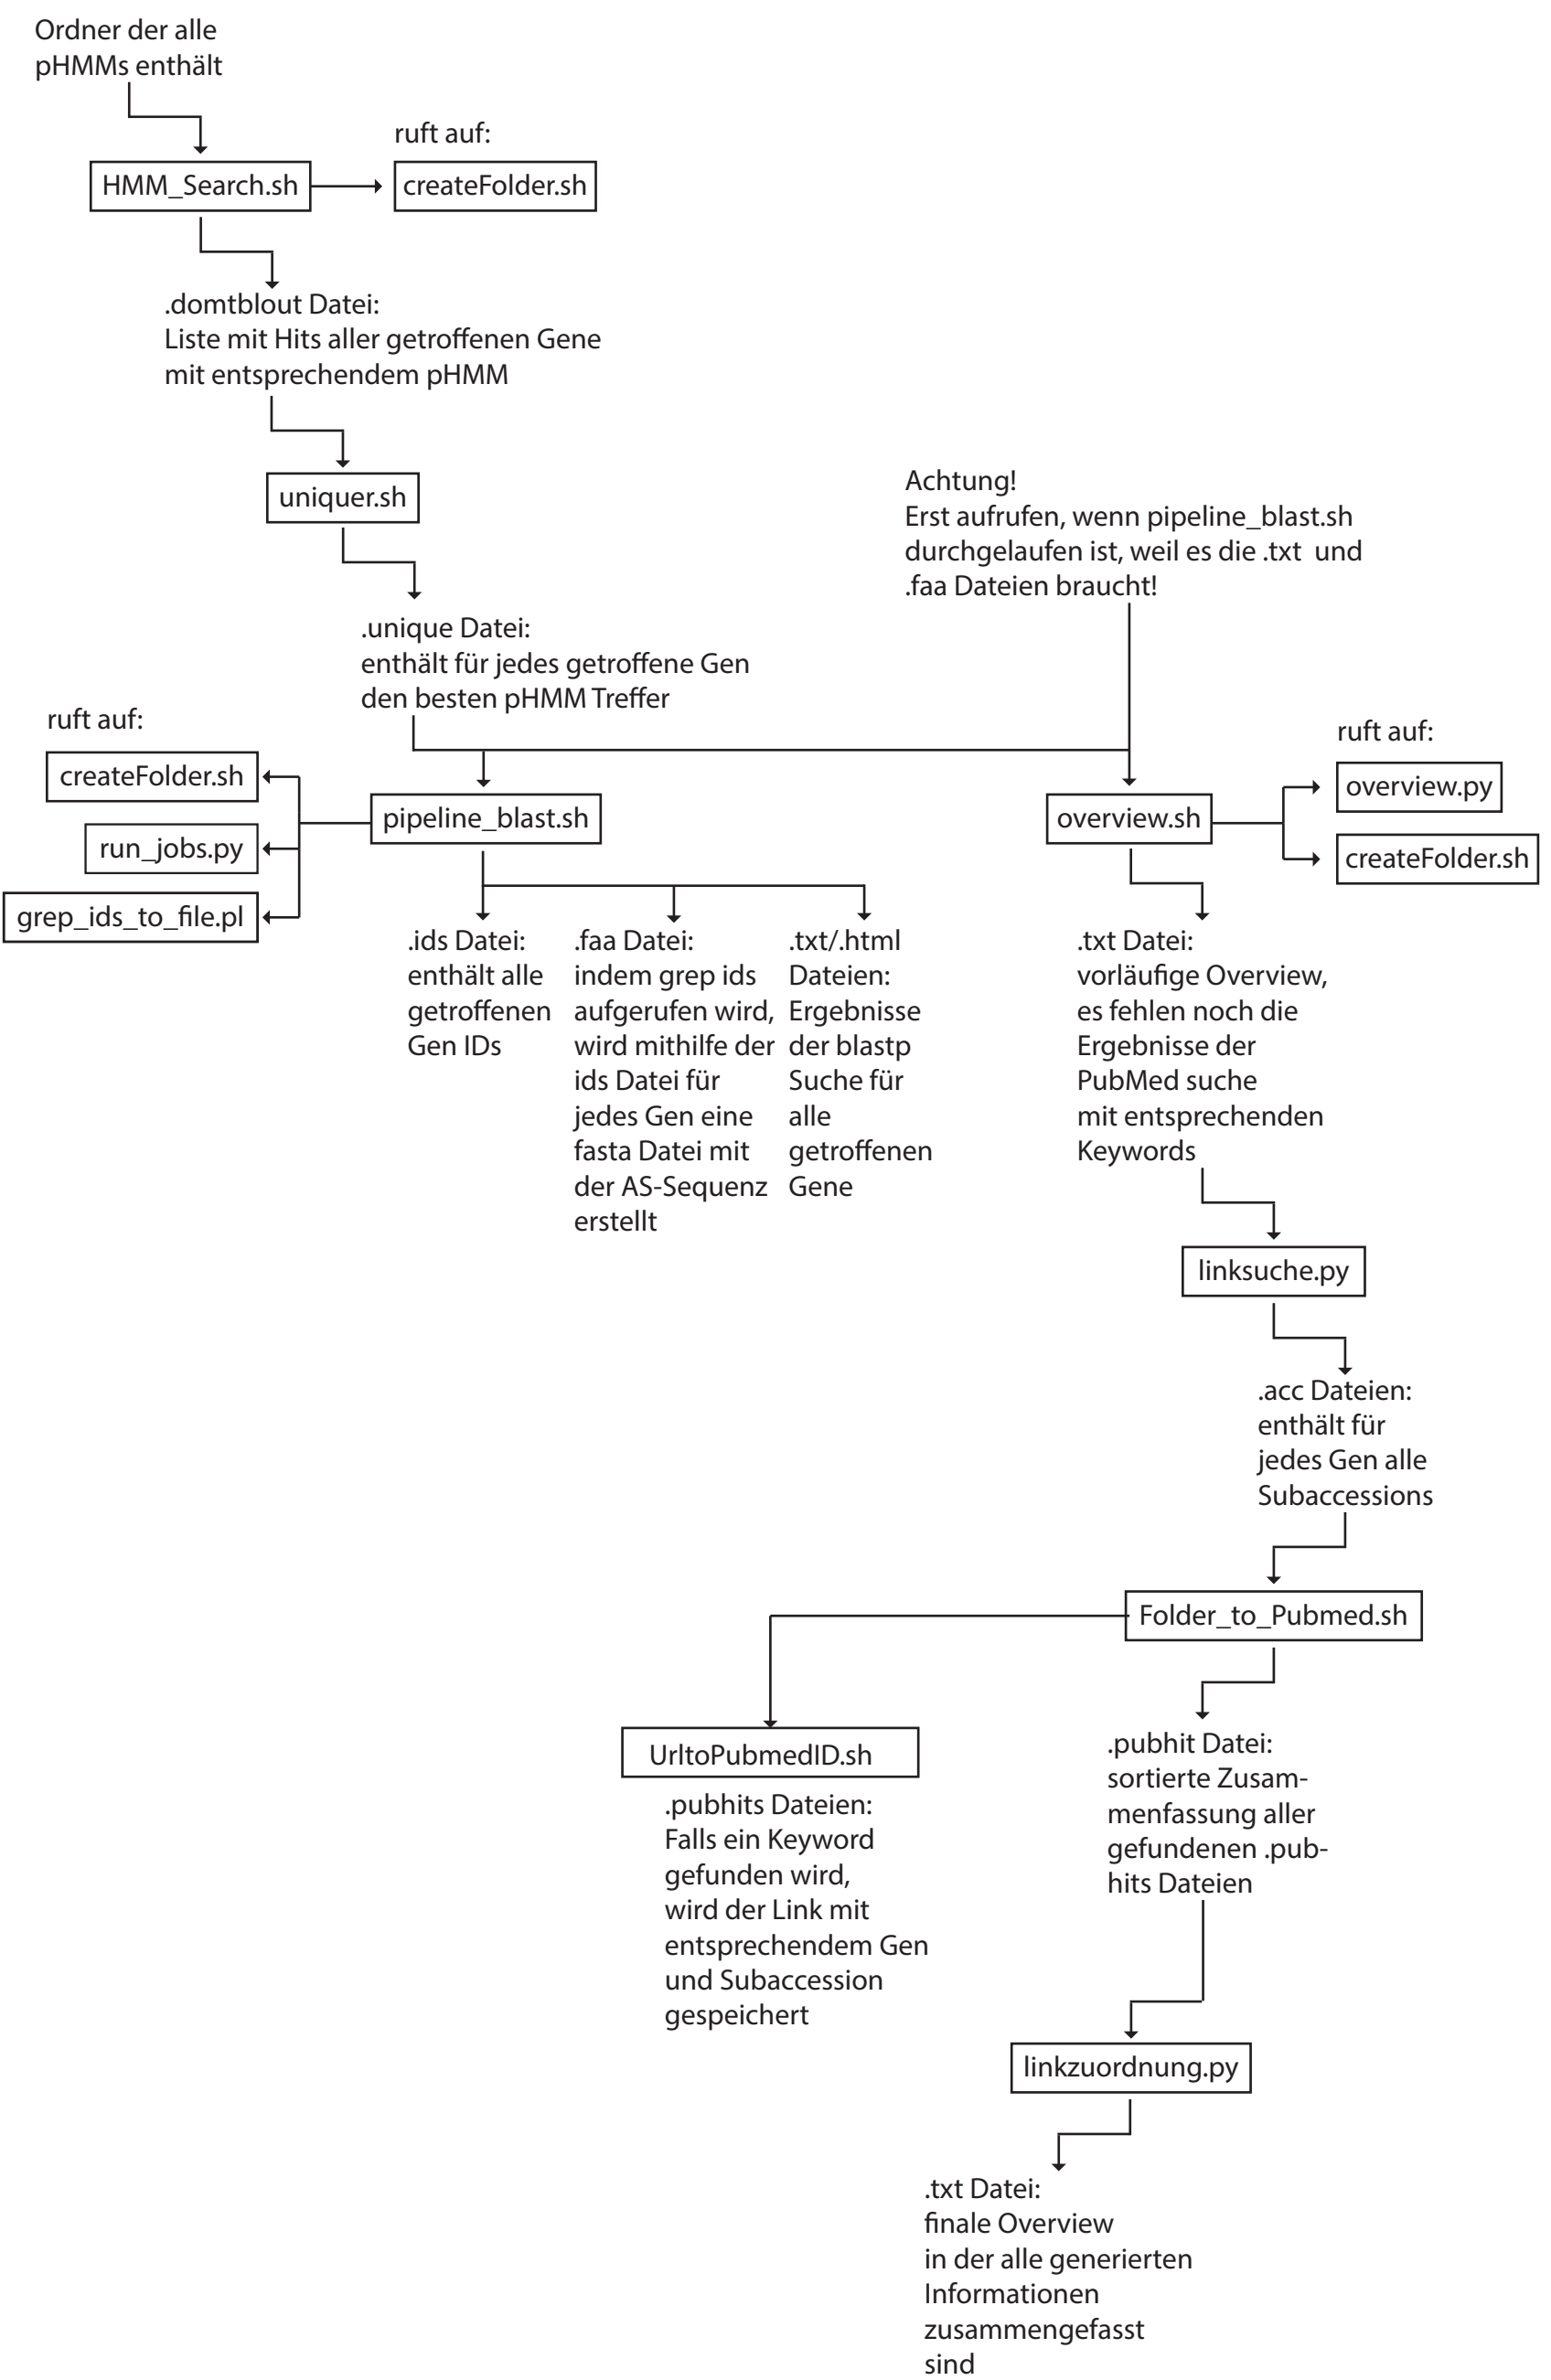 Ordner der alle
pHMMs enthält
ruft auf:
HMM_Search.sh
createFolder.sh
.domtblout Datei:
Liste mit Hits aller getroffenen Gene
mit entsprechendem pHMM
uniquer.sh
Achtung!
Erst aufrufen, wenn pipeline_blast.sh
durchgelaufen ist, weil es die .txt und
.faa Dateien braucht!
.unique Datei:
enthält für jedes getroffene Gen
den besten pHMM Treffer
ruft auf:
createFolder.sh
run_jobs.py
grep_ids_to_file.pl
pipeline_blast.sh
overview.sh
ruft auf:
overview.py
createFolder.sh
.ids Datei:
enthält alle
getroffenen
Gen IDs
.faa Datei:
indem grep ids
aufgerufen wird,
wird mithilfe der
ids Datei für
jedes Gen eine
fasta Datei mit
der AS-Sequenz
erstellt
.txt/.html
Dateien:
Ergebnisse
der blastp
Suche für
alle
getroffenen
Gene
.txt Datei:
vorläufige Overview,
es fehlen noch die
Ergebnisse der
PubMed suche
mit entsprechenden
Keywords
linksuche.py
.acc Dateien:
enthält für
jedes Gen alle
Subaccessions
Folder_to_Pubmed.sh
UrltoPubmedID.sh
.pubhits Dateien:
Falls ein Keyword
gefunden wird,
wird der Link mit
entsprechendem Gen
und Subaccession
gespeichert
.pubhit Datei:
sortierte Zusam-
menfassung aller
gefundenen .pub-
hits Dateien
linkzuordnung.py
.txt Datei:
finale Overview
in der alle generierten
Informationen
zusammengefasst
sind